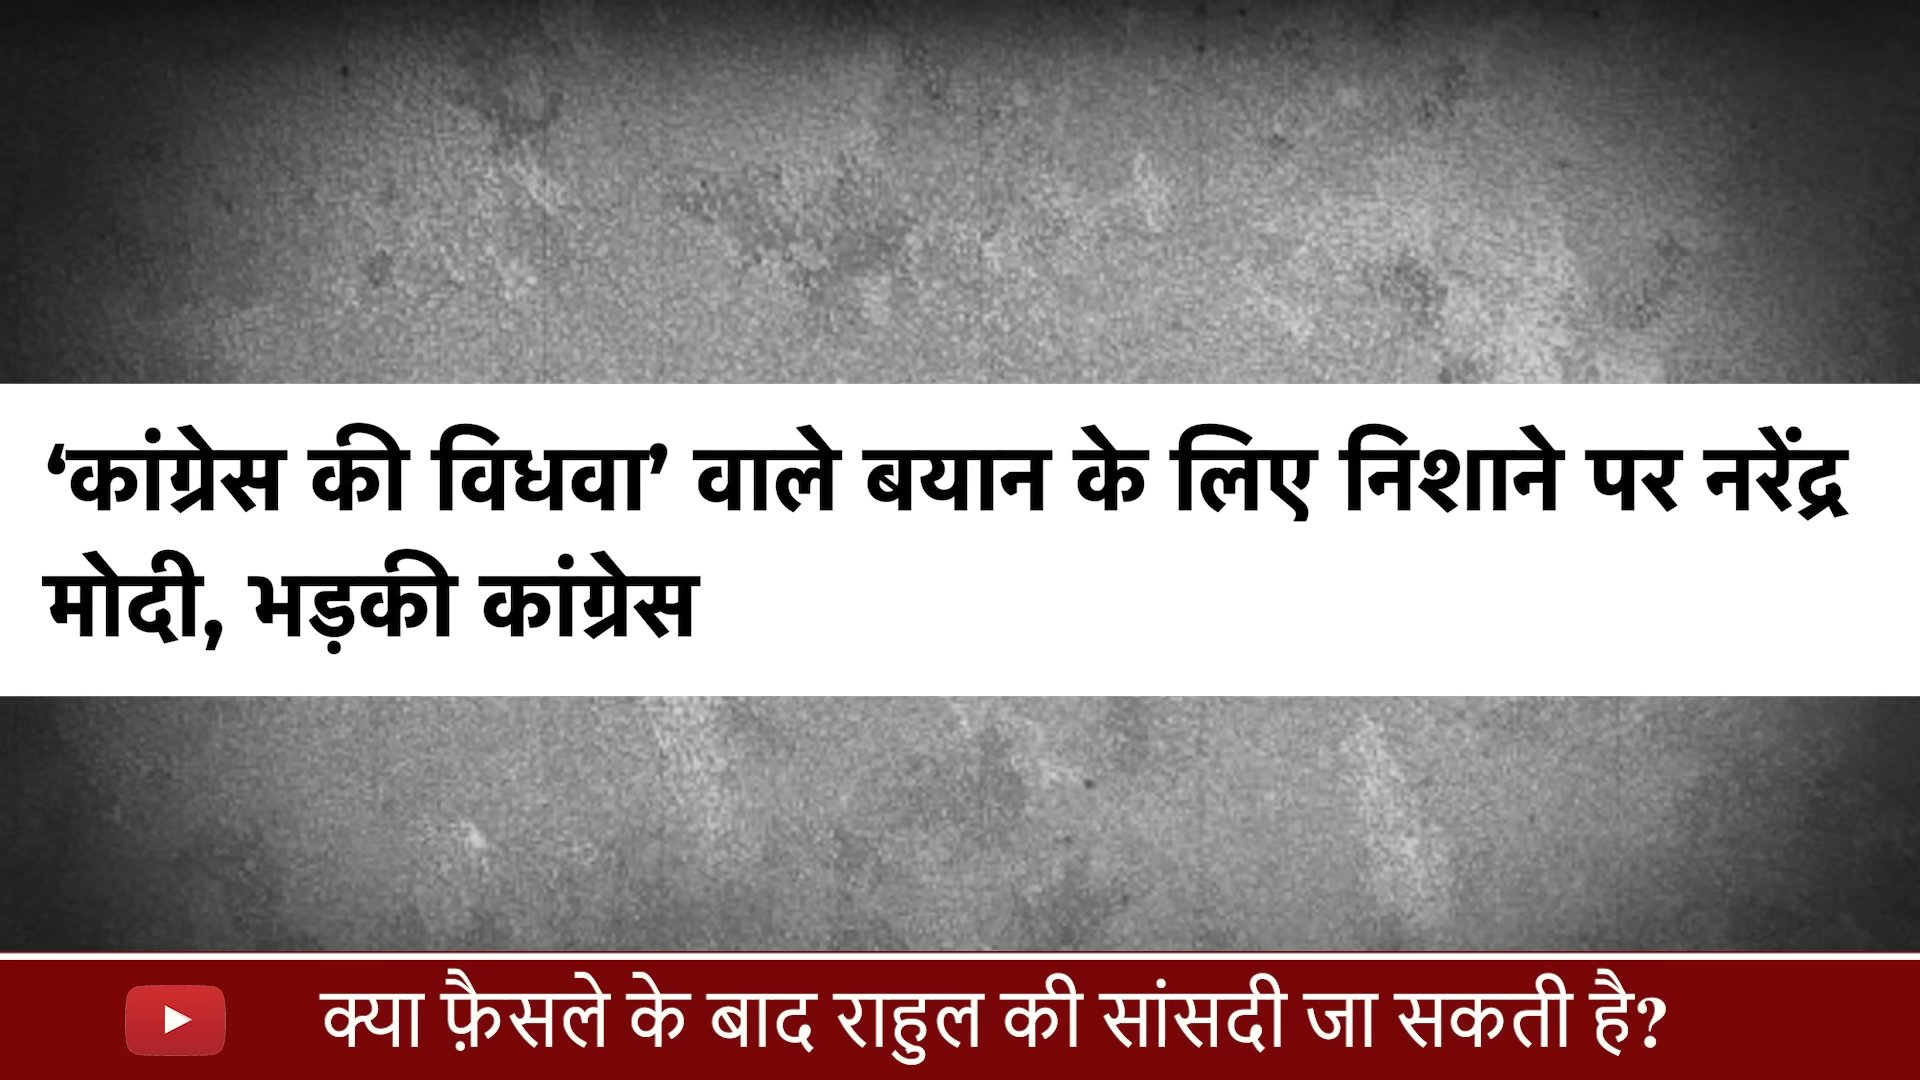 ‘कांग्रेस की विधवा’ वाले बयान के लिए निशाने पर नरेंद्र
मोदी, भड़की कांग्रेस
क्या फ़ैसले के बाद राहुल की सांसदी जा सकती है?